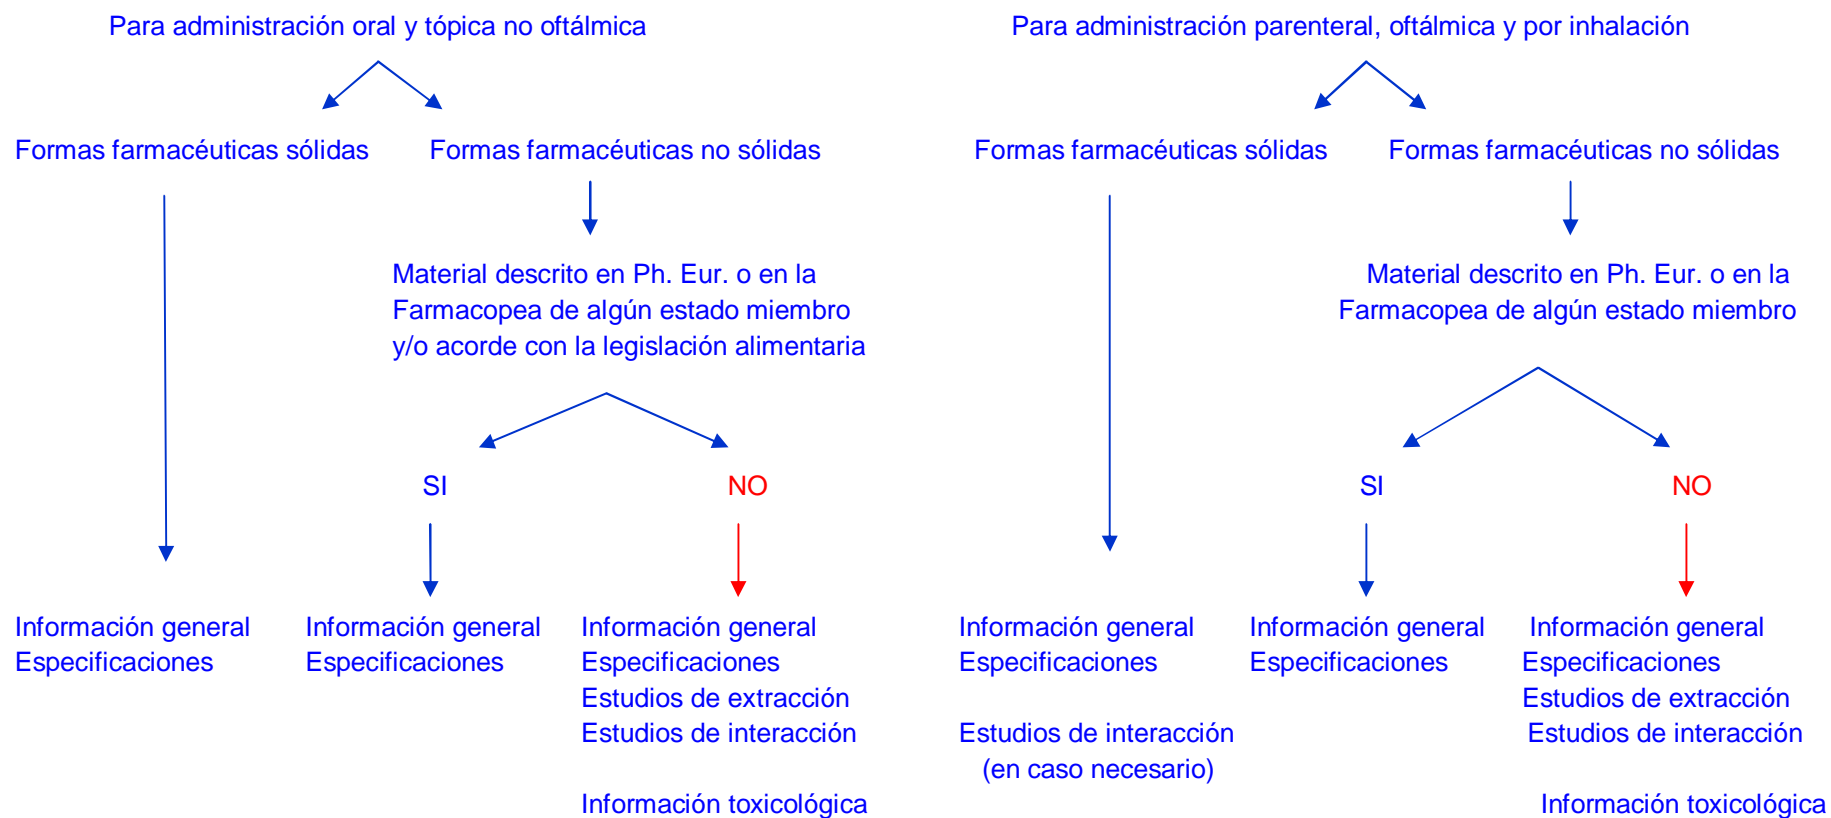 Para administración oral y tópica no oftálmica
Formas farmacéuticas sólidas
Formas farmacéuticas no sólidas
Material descrito en Ph. Eur. o en la
Farmacopea de algún estado miembro
y/o acorde con la legislación alimentaria
SI
NO
Información general
Especificaciones
Información general
Especificaciones
Información general
Especificaciones
Estudios de extracción
Estudios de interacción
Información toxicológica
Para administración parenteral, oftálmica y por inhalación
Formas farmacéuticas sólidas
Formas farmacéuticas no sólidas
Material descrito en Ph. Eur. o en la
Farmacopea de algún estado miembro
SI
NO
Información general
Especificaciones
Estudios de interacción
(en caso necesario)
Información general
Especificaciones
Información general
Especificaciones
Estudios de extracción
Estudios de interacción
Información toxicológica